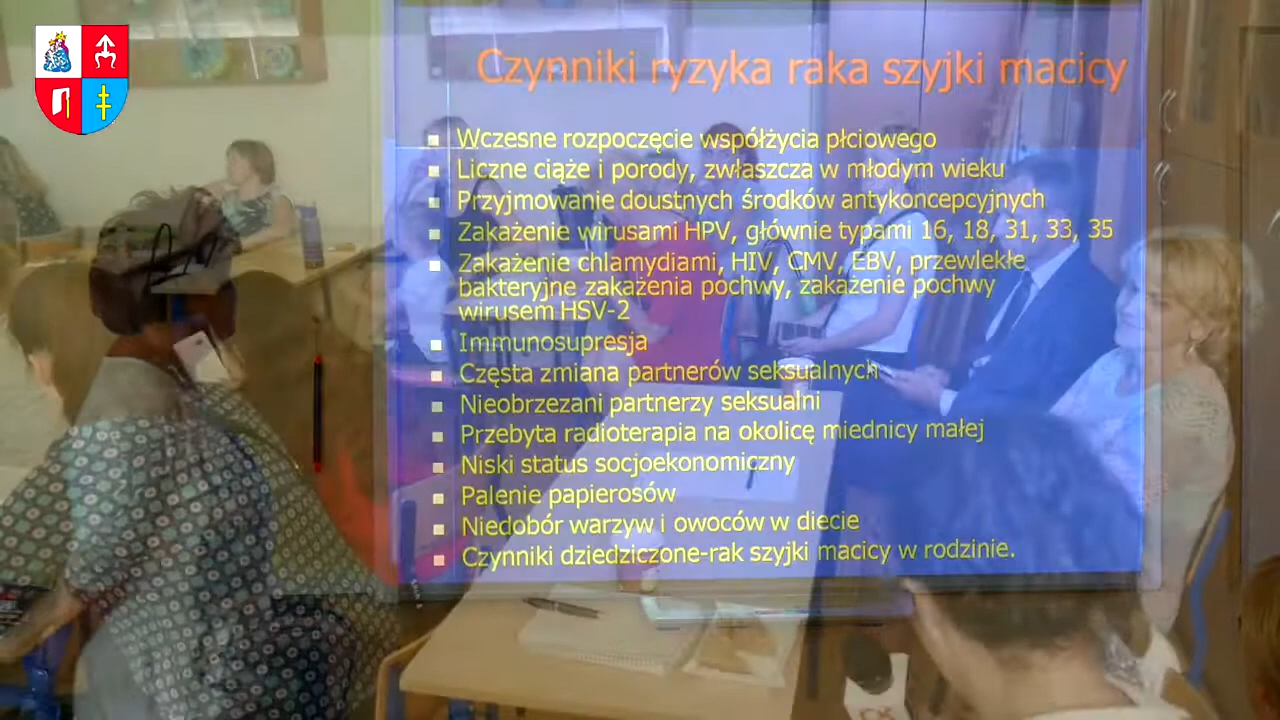 Czynniki ryzyka raka szyjki macicy
Wczesne rozpoczęcie współżycia płciowego
Liczne ciąże i porody, zwłaszcza w młodym wieku
Przyjmowanie doustnych środków antykoncepcyjnych
Zakażenie wirusami HPV, głównie typami 16, 18, 31, 33, 35
Zakażenie chlamydiami, HIV, CMV, EBV, przewlekłe
bakteryjne zakażenia pochwy, zakażenie pochwy
wirusem HSV-2
Immunosupresja
Częsta zmiana partnerów seksualnych
Nieobrzezani partnerzy seksualni
Przebyta radioterapia na okolicę miednicy małej
Niski status socjoekonomiczny
Palenie papierosów
Niedobór warzyw i owoców w diecie
Czynniki dziedziczone-rak szyjki macicy w rodzinie.